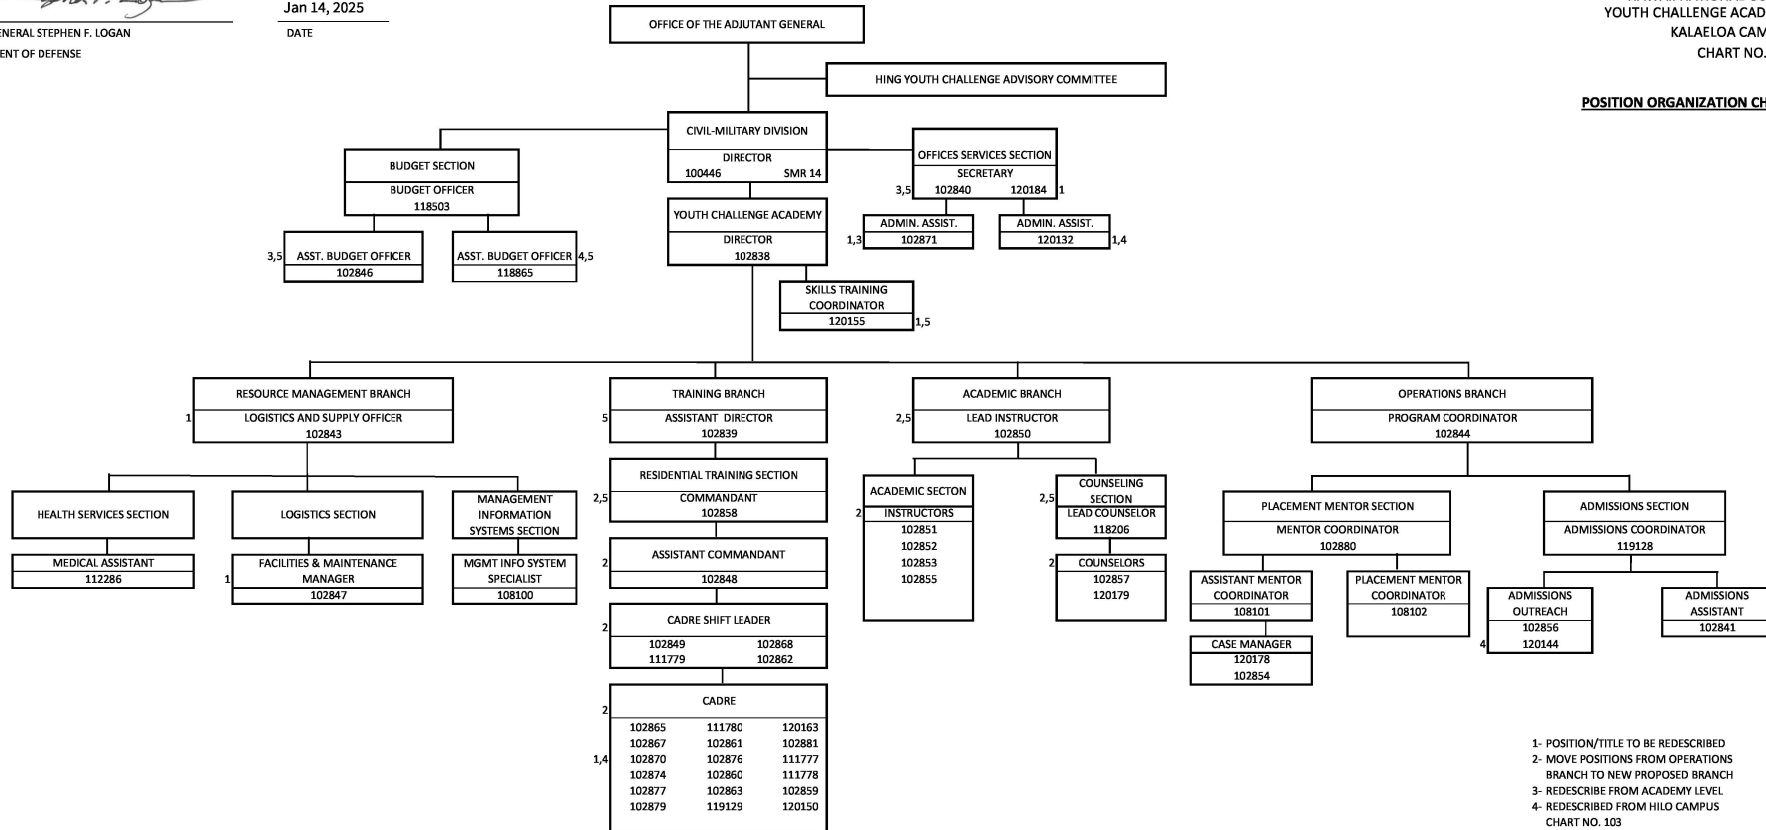 Jan 14, 2025
GENERAL STEPHEN F. LOGAN
DATE
ENT OF DEFENSE
YOUTH CHALLENGE ACAD
KALAELOA CAM
CHART NO.
POSITION ORGANIZATION CH
OFFICE OF THE ADJUTANT GENERAL
HING YOUTH CHALLENGE ADVISORY COMMITTEE
CIVIL-MILITARY DIVISION
DIRECTOR
100446 SMR 14
BUDGET SECTION
BUDGET OFFICER
118503
3,5 ASST. BUDGET OFFICER
102846
ASST. BUDGET OFFICER 4,5
118865
OFFICES SERVICES SECTION
SECRETARY
3,5 102840 120184 1
ADMIN. ASSIST.
1,3 102871
ADMIN. ASSIST.
120132 1,4
YOUTH CHALLENGE ACADEMY
DIRECTOR
102838
SKILLS TRAINING
COORDINATOR
120155 1,5
RESOURCE MANAGEMENT BRANCH
1 LOGISTICS AND SUPPLY OFFICER
102843
HEALTH SERVICES SECTION
MEDICAL ASSISTANT
112286
LOGISTICS SECTION
FACILITIES & MAINTENANCE
1 MANAGER
102847
MANAGEMENT
INFORMATION
SYSTEMS SECTION
MGMT INFO SYSTEM
SPECIALIST
108100
TRAINING BRANCH
5 ASSISTANT DIRECTOR
102839
RESIDENTIAL TRAINING SECTION
2,5 COMMANDANT
102858
ASSISTANT COMMANDANT
2
102848
CADRE SHIFT LEADER
2
102849 102868
111779 102862
CADRE
2
102865 111780 120163
102867 102861 102881
1,4 102870 102876 111777
102874 102860 111778
102877 102863 102859
102879 119129 120150
ACADEMIC BRANCH
2,5 LEAD INSTRUCTOR
102850
ACADEMIC SECTON
2 INSTRUCTORS
102851
102852
102853
102855
COUNSELING
2,5 SECTION
LEAD COUNSELOR
118206
2 COUNSELORS
102857
120179
OPERATIONS BRANCH
PROGRAM COORDINATOR
102844
PLACEMENT MENTOR SECTION
MENTOR COORDINATOR
102880
ASSISTANT MENTOR
COORDINATOR
108101
CASE MANAGER
120178
102854
PLACEMENT MENTOR
COORDINATOR
108102
ADMISSIONS SECTION
ADMISSIONS COORDINATOR
119128
ADMISSIONS
OUTREACH
102856
4 120144
ADMISSIONS
ASSISTANT
102841
1- POSITION/TITLE TO BE REDESCRIBED
2- MOVE POSITIONS FROM OPERATIONS
BRANCH TO NEW PROPOSED BRANCH
3- REDESCRIBE FROM ACADEMY LEVEL
4- REDESCRIBED FROM HILO CAMPUS
CHART NO. 103